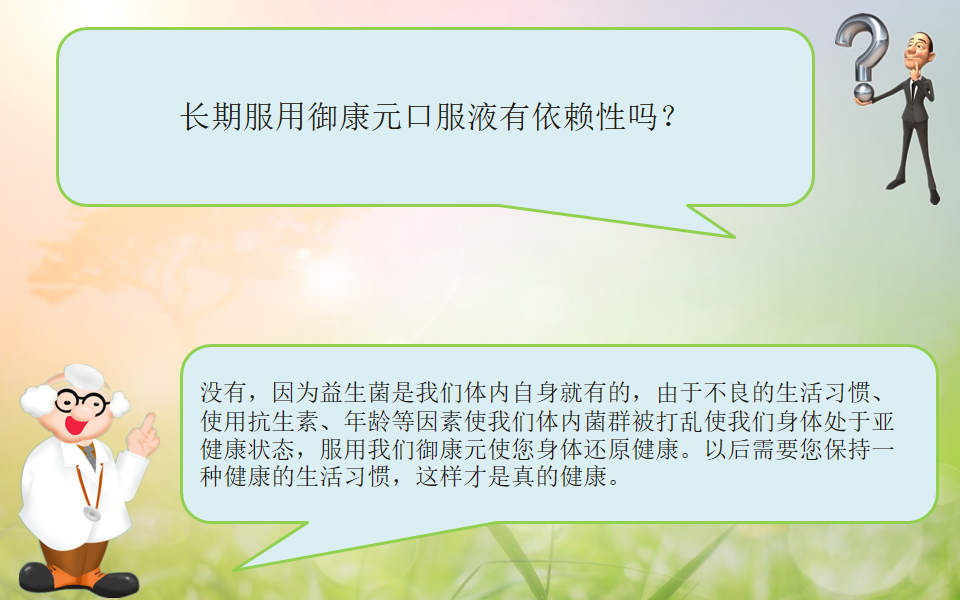 长期服用御康元口服液有依赖性吗？
没有，因为益生菌是我们体内自身就有的，由于不良的生活习惯、
使用抗生素、年龄等因素使我们体内菌群被打乱使我们身体处于亚
健康状态，服用我们御康元使您身体还原健康。以后需要您保持一
种健康的生活习惯，这样才是真的健康。